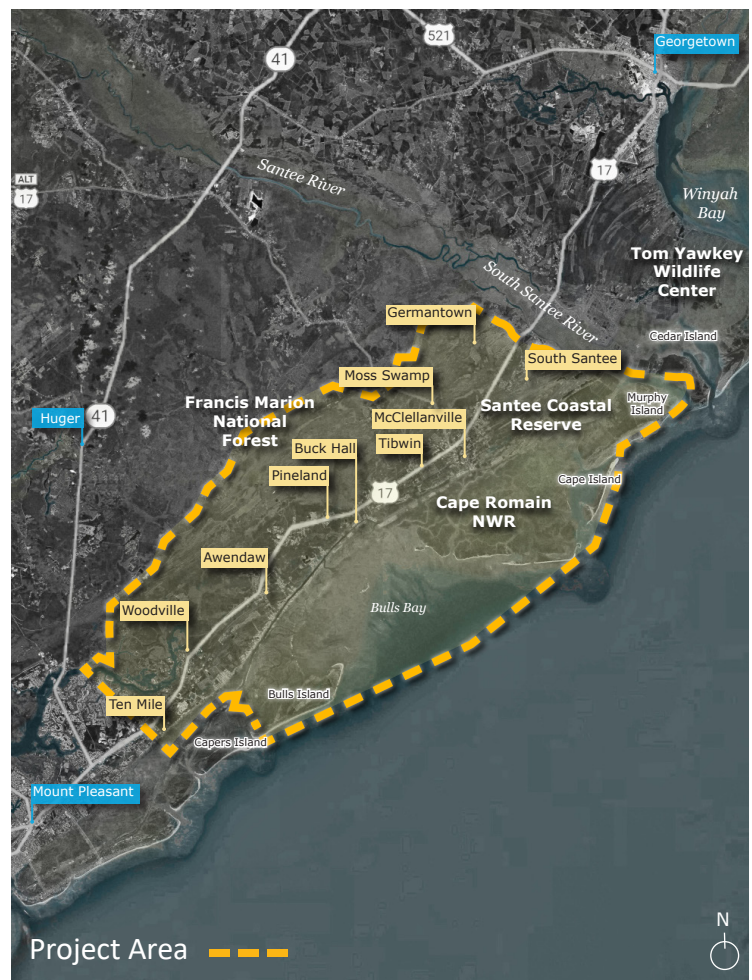 521
Georgetown
41
ALT
17
Santee River
17
Winyah
Bay
Tom Yawkey
Wildlife
Center
South Santee River
Germantown
Cedar Island
South Santee
Moss Swamp
Murphy
Island
Francis Marion
National
Forest
Santee Coastal
Reserve
Huger
41
McClellanville
Buck Hall
Tibwin
Pineland
Cape Island
17
Cape Romain
NWR
Awendaw
Woodville
Bulls Bay
Bulls Island
Ten Mile
Capers Island
Mount Pleasant
N
Project Area